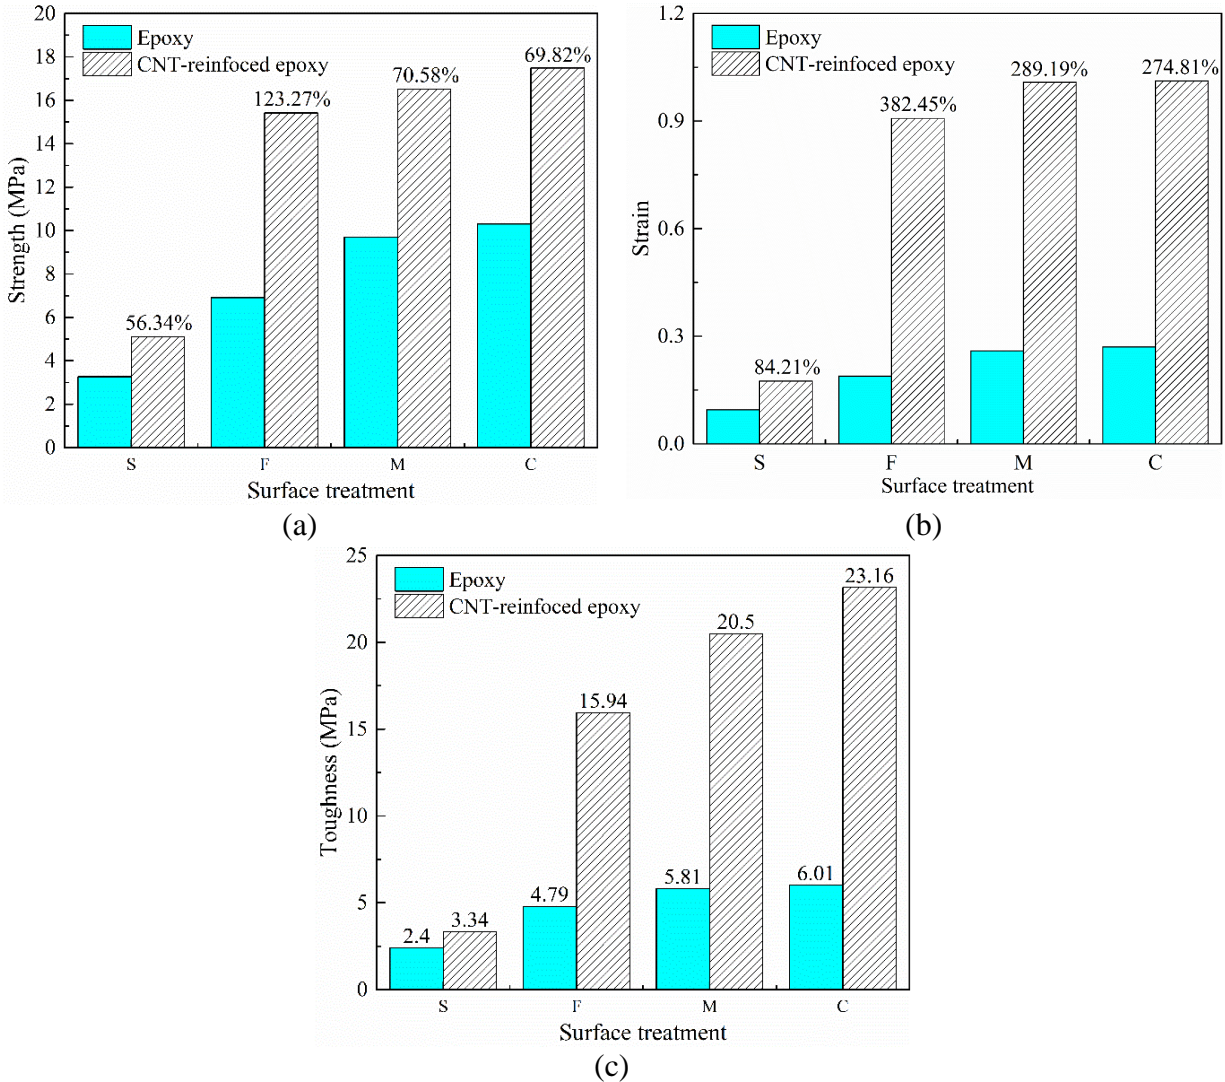 20
18
16
14
12
10
8
6
4
2
0
Strength (MPa)
Epoxy
CNT-reinfoced epoxy
56.34%
123.27%
70.58%
69.82%
S
F
M
C
Surface treatment
(a)
1.2
0.9
0.6
0.3
0.0
Strain
Epoxy
CNT-reinfoced epoxy
84.21%
382.45%
289.19%
274.81%
S
F
M
C
Surface treatment
(b)
25
20
15
10
5
0
Toughness (MPa)
Epoxy
CNT-reinfoced epoxy
2.4
3.34
4.79
15.94
5.81
20.5
6.01
23.16
S
F
M
C
Surface treatment
(c)